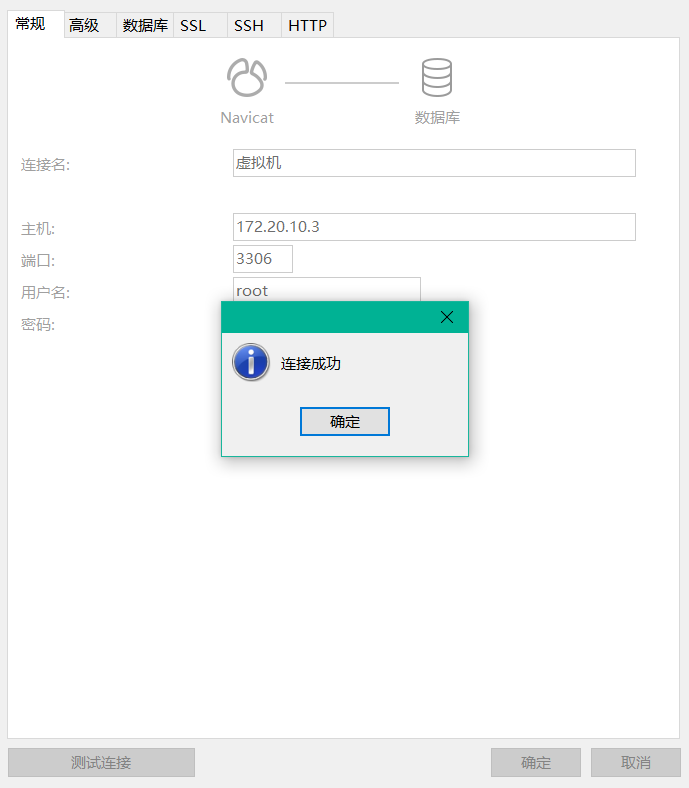 常规 高级 数据库 SSL SSH HTTP
Navicat 数据库
连接名: 虚拟机
主机: 172.20.10.3
端口: 3306
用户名: root
密码:
连接成功
确定
测试连接 确定 取消